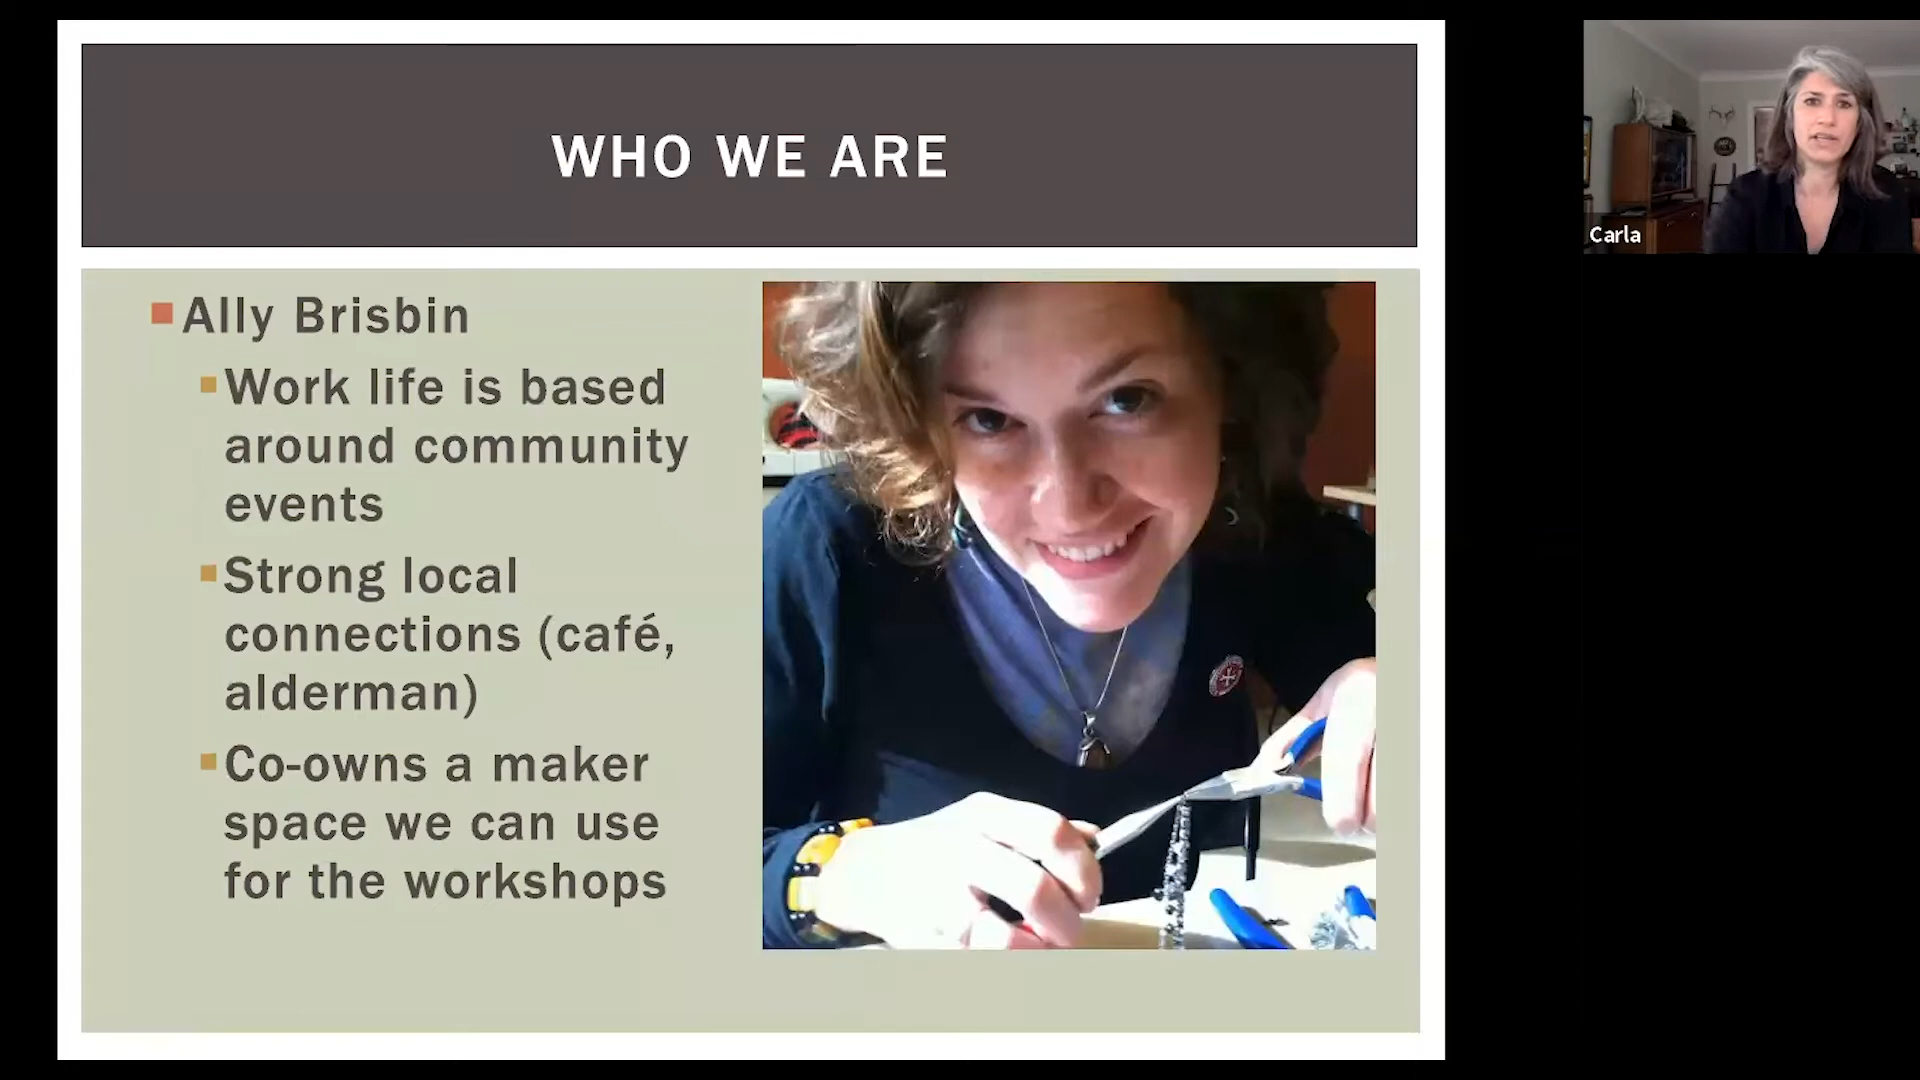 WHO WE ARE
Carla
Ally Brisbin
Work life is based
around community
events
Strong local
connections (café,
alderman)
Co-owns a maker
space we can use
for the workshops